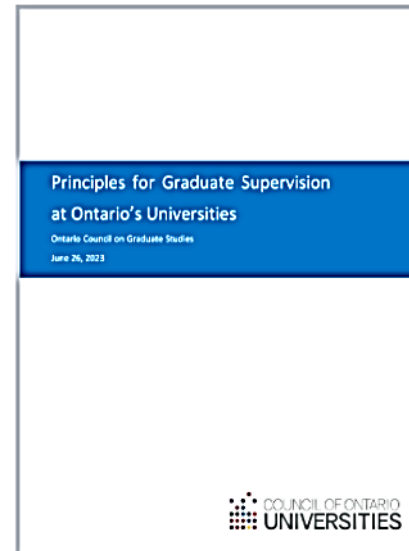 Principles for Graduate Supervision
at Ontario's Universities
Ontario Council on Graduate Studies
June 26, 2023
COUNCIL OF ONTARIO
UNIVERSITIES